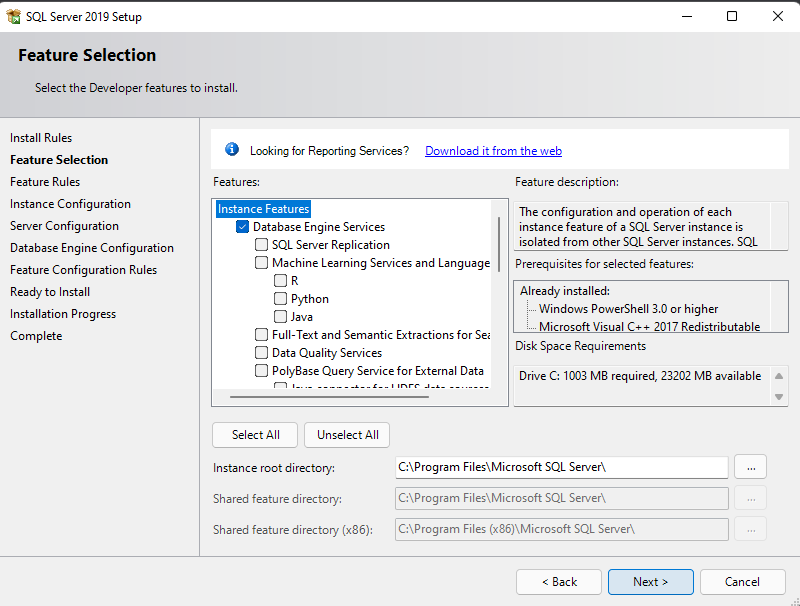 SQL Server 2019 Setup
Feature Selection
Select the Developer features to install.
Install Rules
Feature Selection
Feature Rules
Instance Configuration
Server Configuration
Database Engine Configuration
Feature Configuration Rules
Ready to Install
Installation Progress
Complete
Looking for Reporting Services? Download it from the web
Features:
Instance Features
Database Engine Services
SQL Server Replication
Machine Learning Services and Language
R
Python
Java
Full-Text and Semantic Extractions for Sea
Data Quality Services
PolyBase Query Service for External Data
Java connector for HDFS data sources
Feature description:
The configuration and operation of each
instance feature of a SQL Server instance is
isolated from other SQL Server instances. SQL
Prerequisites for selected features:
Already installed:
Windows PowerShell 3.0 or higher
Microsoft Visual C++ 2017 Redistributable
Disk Space Requirements
Drive C: 1003 MB required, 23202 MB available
Select All
Unselect All
Instance root directory:
C:\Program Files\Microsoft SQL Server\
...
Shared feature directory:
C:\Program Files\Microsoft SQL Server\
...
Shared feature directory (x86):
C:\Program Files (x86)\Microsoft SQL Server\
...
< Back
Next >
Cancel